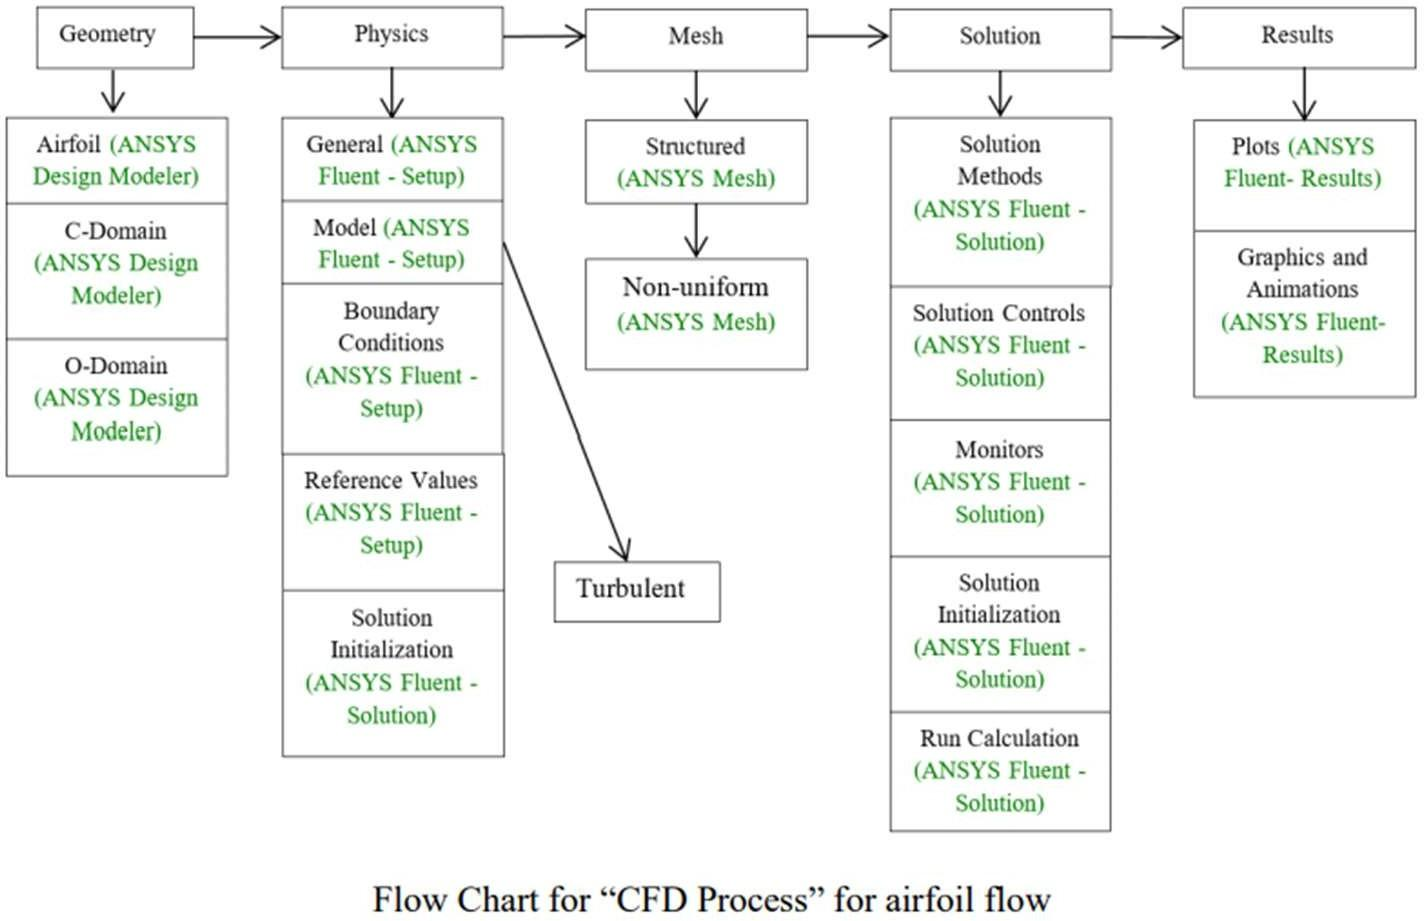 Geometry
Physics
Mesh
Solution
Results
Airfoil (ANSYS
Design Modeler)
C-Domain
(ANSYS Design
Modeler)
O-Domain
(ANSYS Design
Modeler)
General (ANSYS
Fluent - Setup)
Model (ANSYS
Fluent - Setup)
Boundary
Conditions
(ANSYS Fluent -
Setup)
Reference Values
(ANSYS Fluent -
Setup)
Solution
Initialization
(ANSYS Fluent -
Solution)
Structured
(ANSYS Mesh)
Non-uniform
(ANSYS Mesh)
Turbulent
Solution
Methods
(ANSYS Fluent -
Solution)
Solution Controls
(ANSYS Fluent -
Solution)
Monitors
(ANSYS Fluent -
Solution)
Solution
Initialization
(ANSYS Fluent -
Solution)
Run Calculation
(ANSYS Fluent -
Solution)
Plots (ANSYS
Fluent- Results)
Graphics and
Animations
(ANSYS Fluent-
Results)
Flow Chart for “CFD Process” for airfoil flow